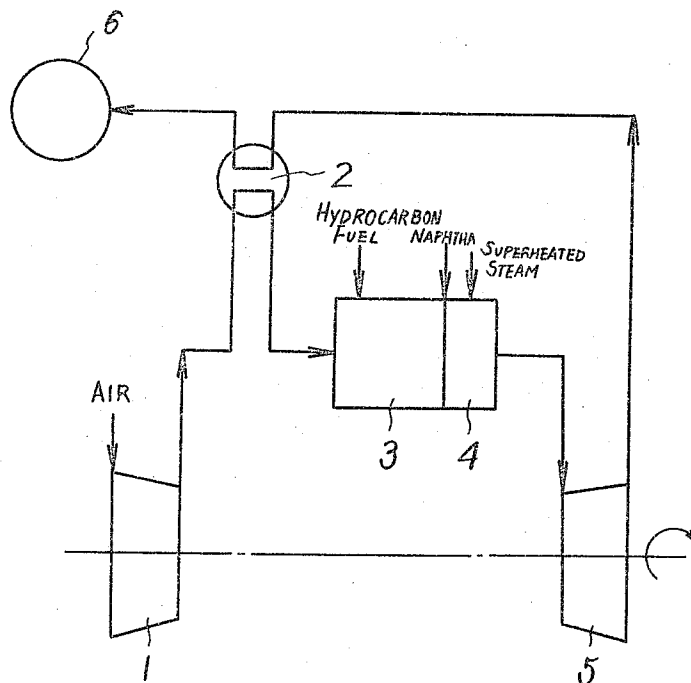 6
2
HYDROCARBON
FUEL
NAPHTHA
SUPERHEATED
STEAM
AIR
3
4
1
5